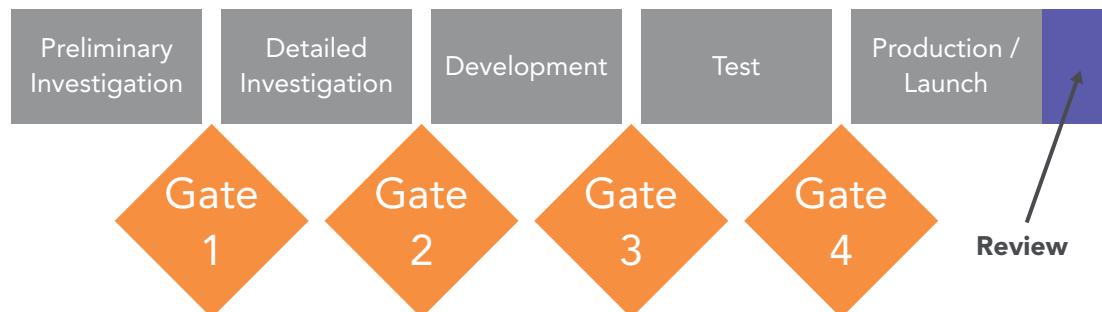 Preliminary
Investigation
Detailed
Investigation
Development
Test
Production /
Launch
Gate
1
Gate
2
Gate
3
Gate
4
Review